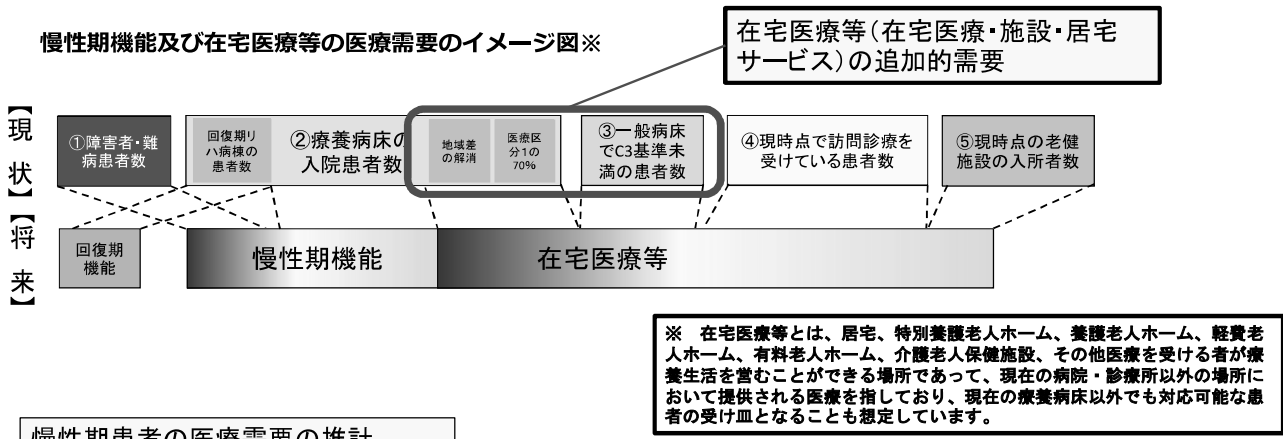 慢性期機能及び在宅医療等の医療需要のイメージ図※
在宅医療等(在宅医療・施設・居宅
サービス)の追加的需要
【現状】
①障害者・難
病患者数
回復期リ
ハ病棟の
患者数
②療養病床の
入院患者数
地域差
の解消
医療区
分1の
70%
③一般病床
でC3基準未
満の患者数
④現時点で訪問診療を
受けている患者数
⑤現時点の老健
施設の入所者数
【将来】
回復期
機能
慢性期機能
在宅医療等
※ 在宅医療等とは、居宅、特別養護老人ホーム、養護老人ホーム、軽費老
人ホーム、有料老人ホーム、介護老人保健施設、その他医療を受ける者が療
養生活を営むことができる場所であって、現在の病院・診療所以外の場所に
おいて提供される医療を指しており、現在の療養病床以外でも対応可能な患
者の受け皿となることも想定しています。
慢性期患者の医療需要の推計